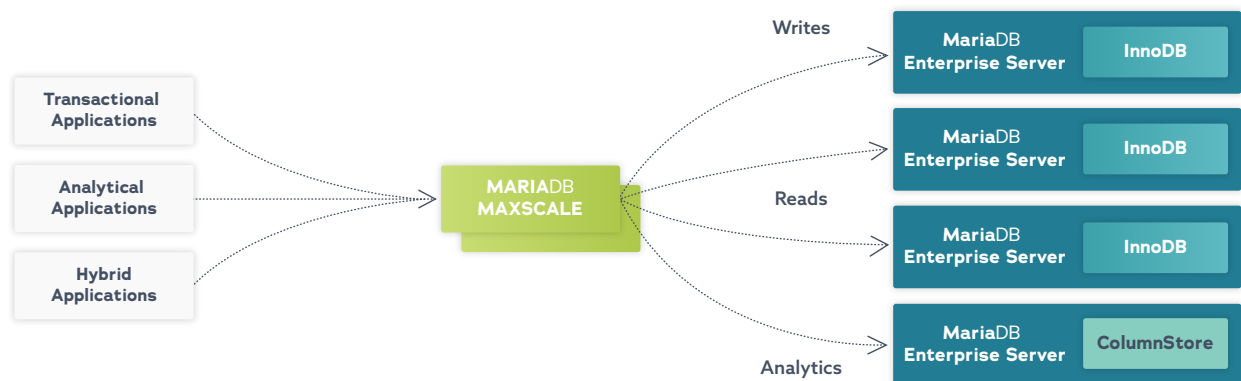 Transactional
Applications
Analytical
Applications
Hybrid
Applications
MARIADB
MAXSCALE
Writes
Reads
Analytics
MariaDB
Enterprise Server
InnoDB
MariaDB
Enterprise Server
InnoDB
MariaDB
Enterprise Server
InnoDB
MariaDB
Enterprise Server
ColumnStore